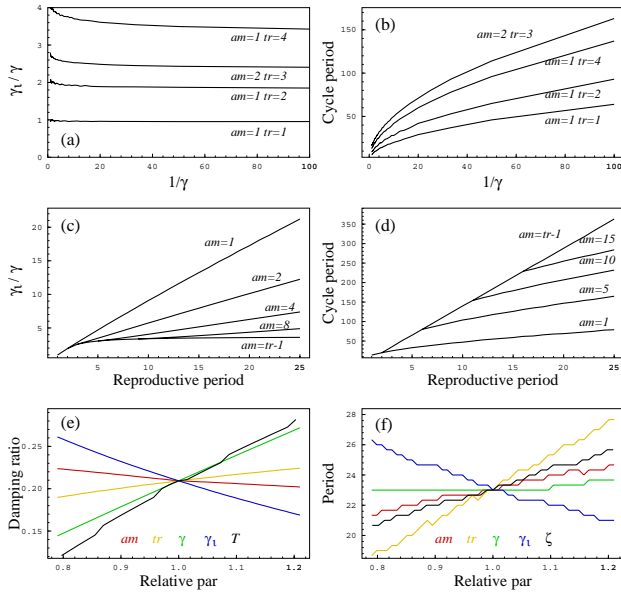 4
3
2
1
0
γι / γ
(a)
am=1 tr=4
am=2 tr=3
am=1 tr=2
am=1 tr=1
0 20 40 60 80 100
1/γ
150
100
50
Cycle period
(b)
am=2 tr=3
am=1 tr=4
am=1 tr=2
am=1 tr=1
0 20 40 60 80 100
1/γ
20
15
10
5
γι / γ
(c)
am=1
am=2
am=4
am=8
am=tr-1
5 10 15 20 25
Reproductive period
350
300
250
200
150
100
50
Cycle period
(d)
am=tr-1
am=15
am=10
am=5
am=1
5 10 15 20 25
Reproductive period
0.25
0.20
0.15
Damping ratio
(e)
am tr γ γι T
0.8 0.9 1.0 1.1 1.2
Relative par
28
26
24
22
20
Period
(f)
am tr γ γι ζ
0.8 0.9 1.0 1.1 1.2
Relative par